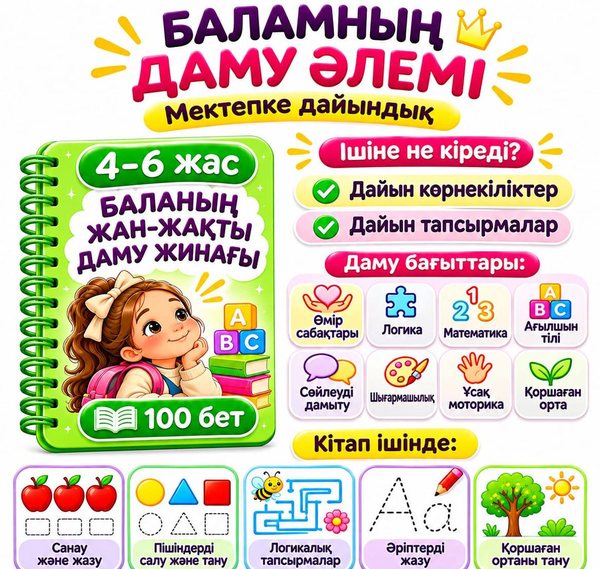 БАЛАМНЫҢ
ДАМУ ӘЛЕМІ
Мектепке дайындық
4-6 жас
БАЛАНЫҢ
ЖАН-ЖАҚТЫ
ДАМУ ЖИНАҒЫ
A
B C
100 бет
Ішіне не кіреді?
Дайын көрнекіліктер
Дайын тапсырмалар
Даму бағыттары:
Өмір
сабақтары
Логика
1 2 3
Математика
A
B C
Ағылшын
тілі
Сөйлеуді
дамыту
Шығармашылық
Ұсақ
моторика
Қоршаған
орта
Кітап ішінде:
Санау
және жазу
Пішіндерді
салу және тану
Логикалық
тапсырмалар
Aa
Әріптерді
жазу
Қоршаған
ортаны тану